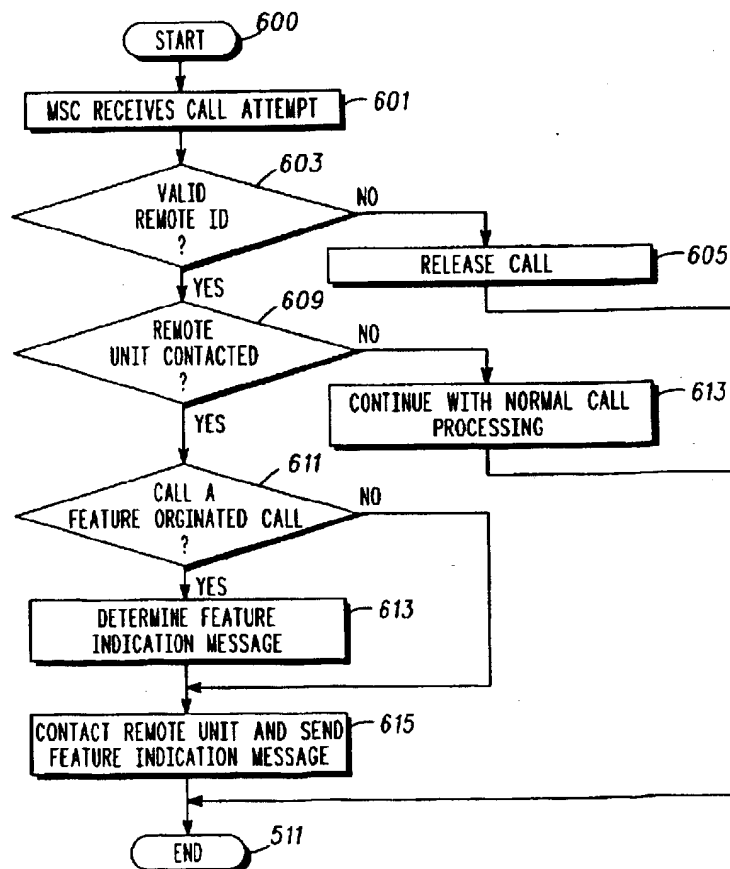 START
600
MSC RECEIVES CALL ATTEMPT
601
VALID
REMOTE ID
?
603
NO
RELEASE CALL
605
YES
REMOTE
UNIT CONTACTED
?
609
NO
CONTINUE WITH NORMAL CALL
PROCESSING
613
YES
CALL A
FEATURE ORGINATED CALL
?
611
NO
YES
DETERMINE FEATURE
INDICATION MESSAGE
613
CONTACT REMOTE UNIT AND SEND
FEATURE INDICATION MESSAGE
615
END
511